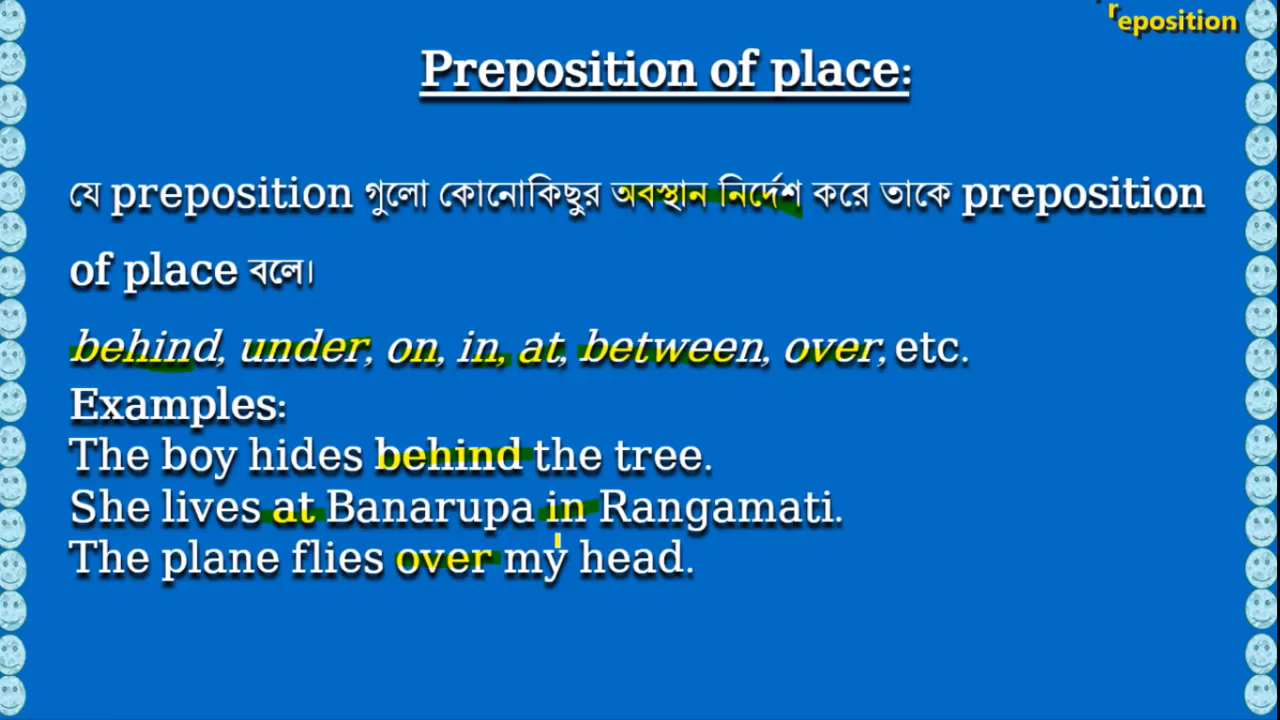 Preposition
Preposition of place:
যে preposition গুলো কোনোকিছুর অবস্থান নির্দেশ করে তাকে preposition
of place বলে।
behind, under, on, in, at, between, over, etc.
Examples:
The boy hides behind the tree.
She lives at Banarupa in Rangamati.
The plane flies over my head.